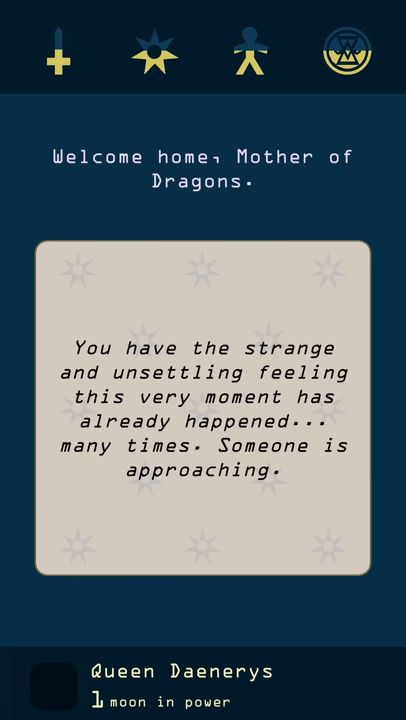 Welcome home, Mother of
Dragons.
You have the strange
and unsettling feeling
this very moment has
already happened...
many times. Someone is
approaching.
Queen Daenerys
1 moon in power